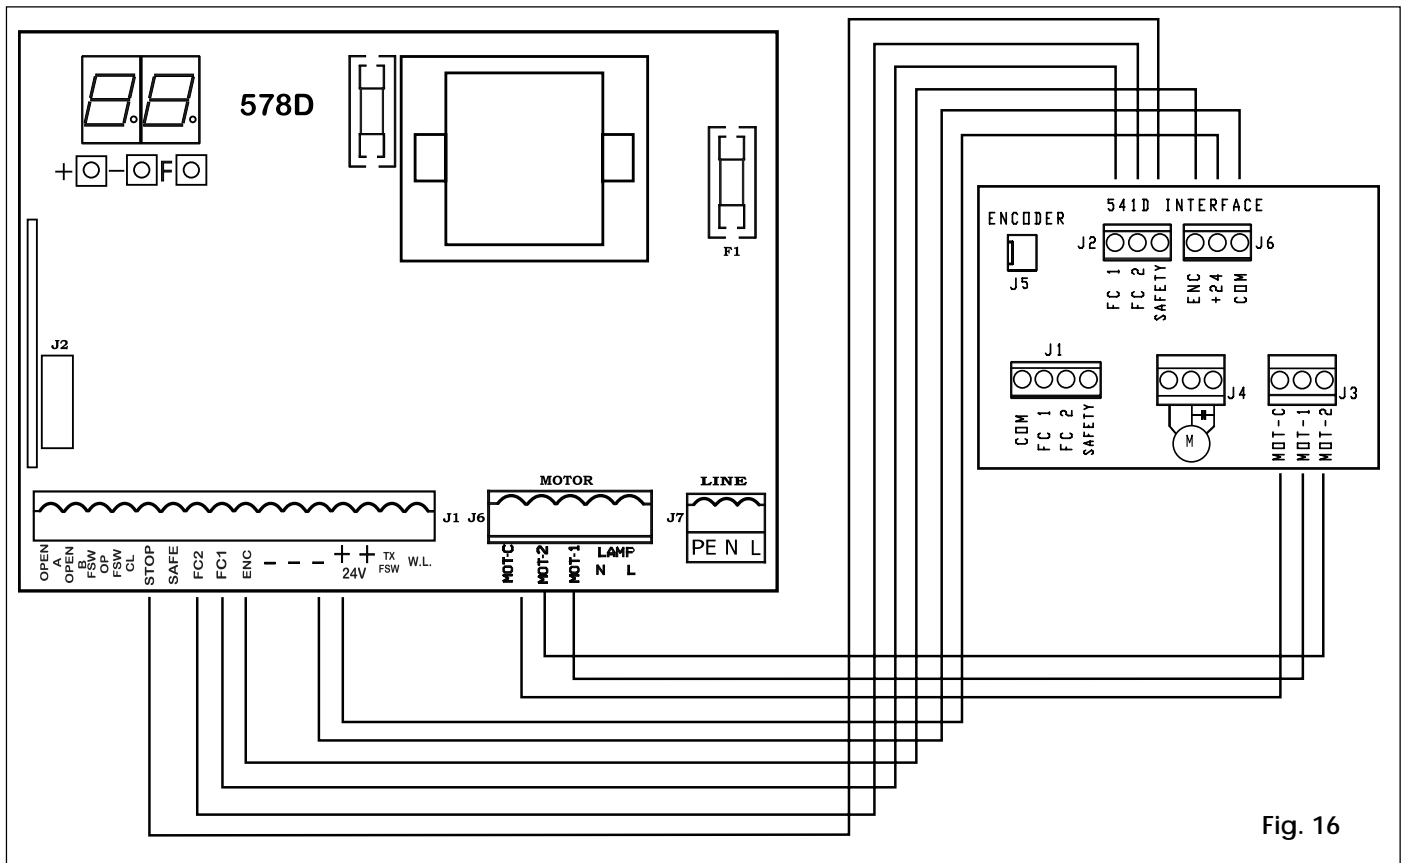 578D
+ - F
F1
J2
J1 J6 MOTOR J7 LINE
OPEN A
OPEN B
FSW OP
FSW CL
STOP
SAFE
FC2
FC1
ENC
- - -
+ +
24V
TX FSW
W.L.
MOT-C
MOT-2
MOT-1
LAMP
N L
PE N L
541D INTERFACE
ENCODER
J5
J2
J6
FC 1
FC 2
SAFETY
ENC
+24
COM
J1
COM
FC 1
FC 2
SAFETY
J4
M
J3
MOT-C
MOT-1
MOT-2
Fig. 16